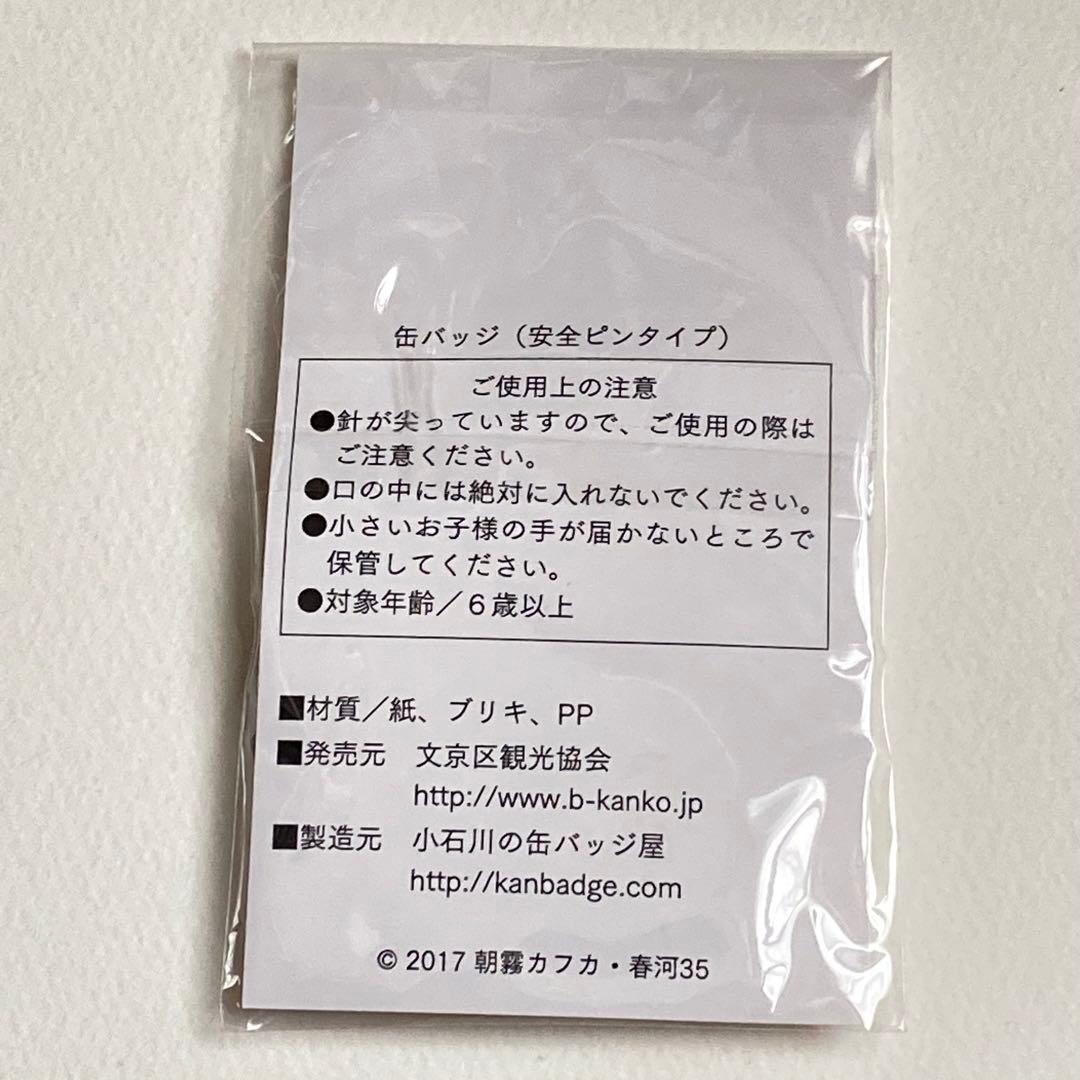 缶バッジ（安全ピンタイプ）
ご使用上の注意
●針が尖っていますので、ご使用の際は
ご注意ください。
●口の中には絶対に入れないでください。
●小さいお子様の手が届かないところで
保管してください。
●対象年齢／６歳以上
■材質／紙、ブリキ、PP
■発売元　文京区観光協会
http://www.b-kanko.jp
■製造元　小石川の缶バッジ屋
http://kanbadge.com
© 2017 朝霧カフカ・春河35